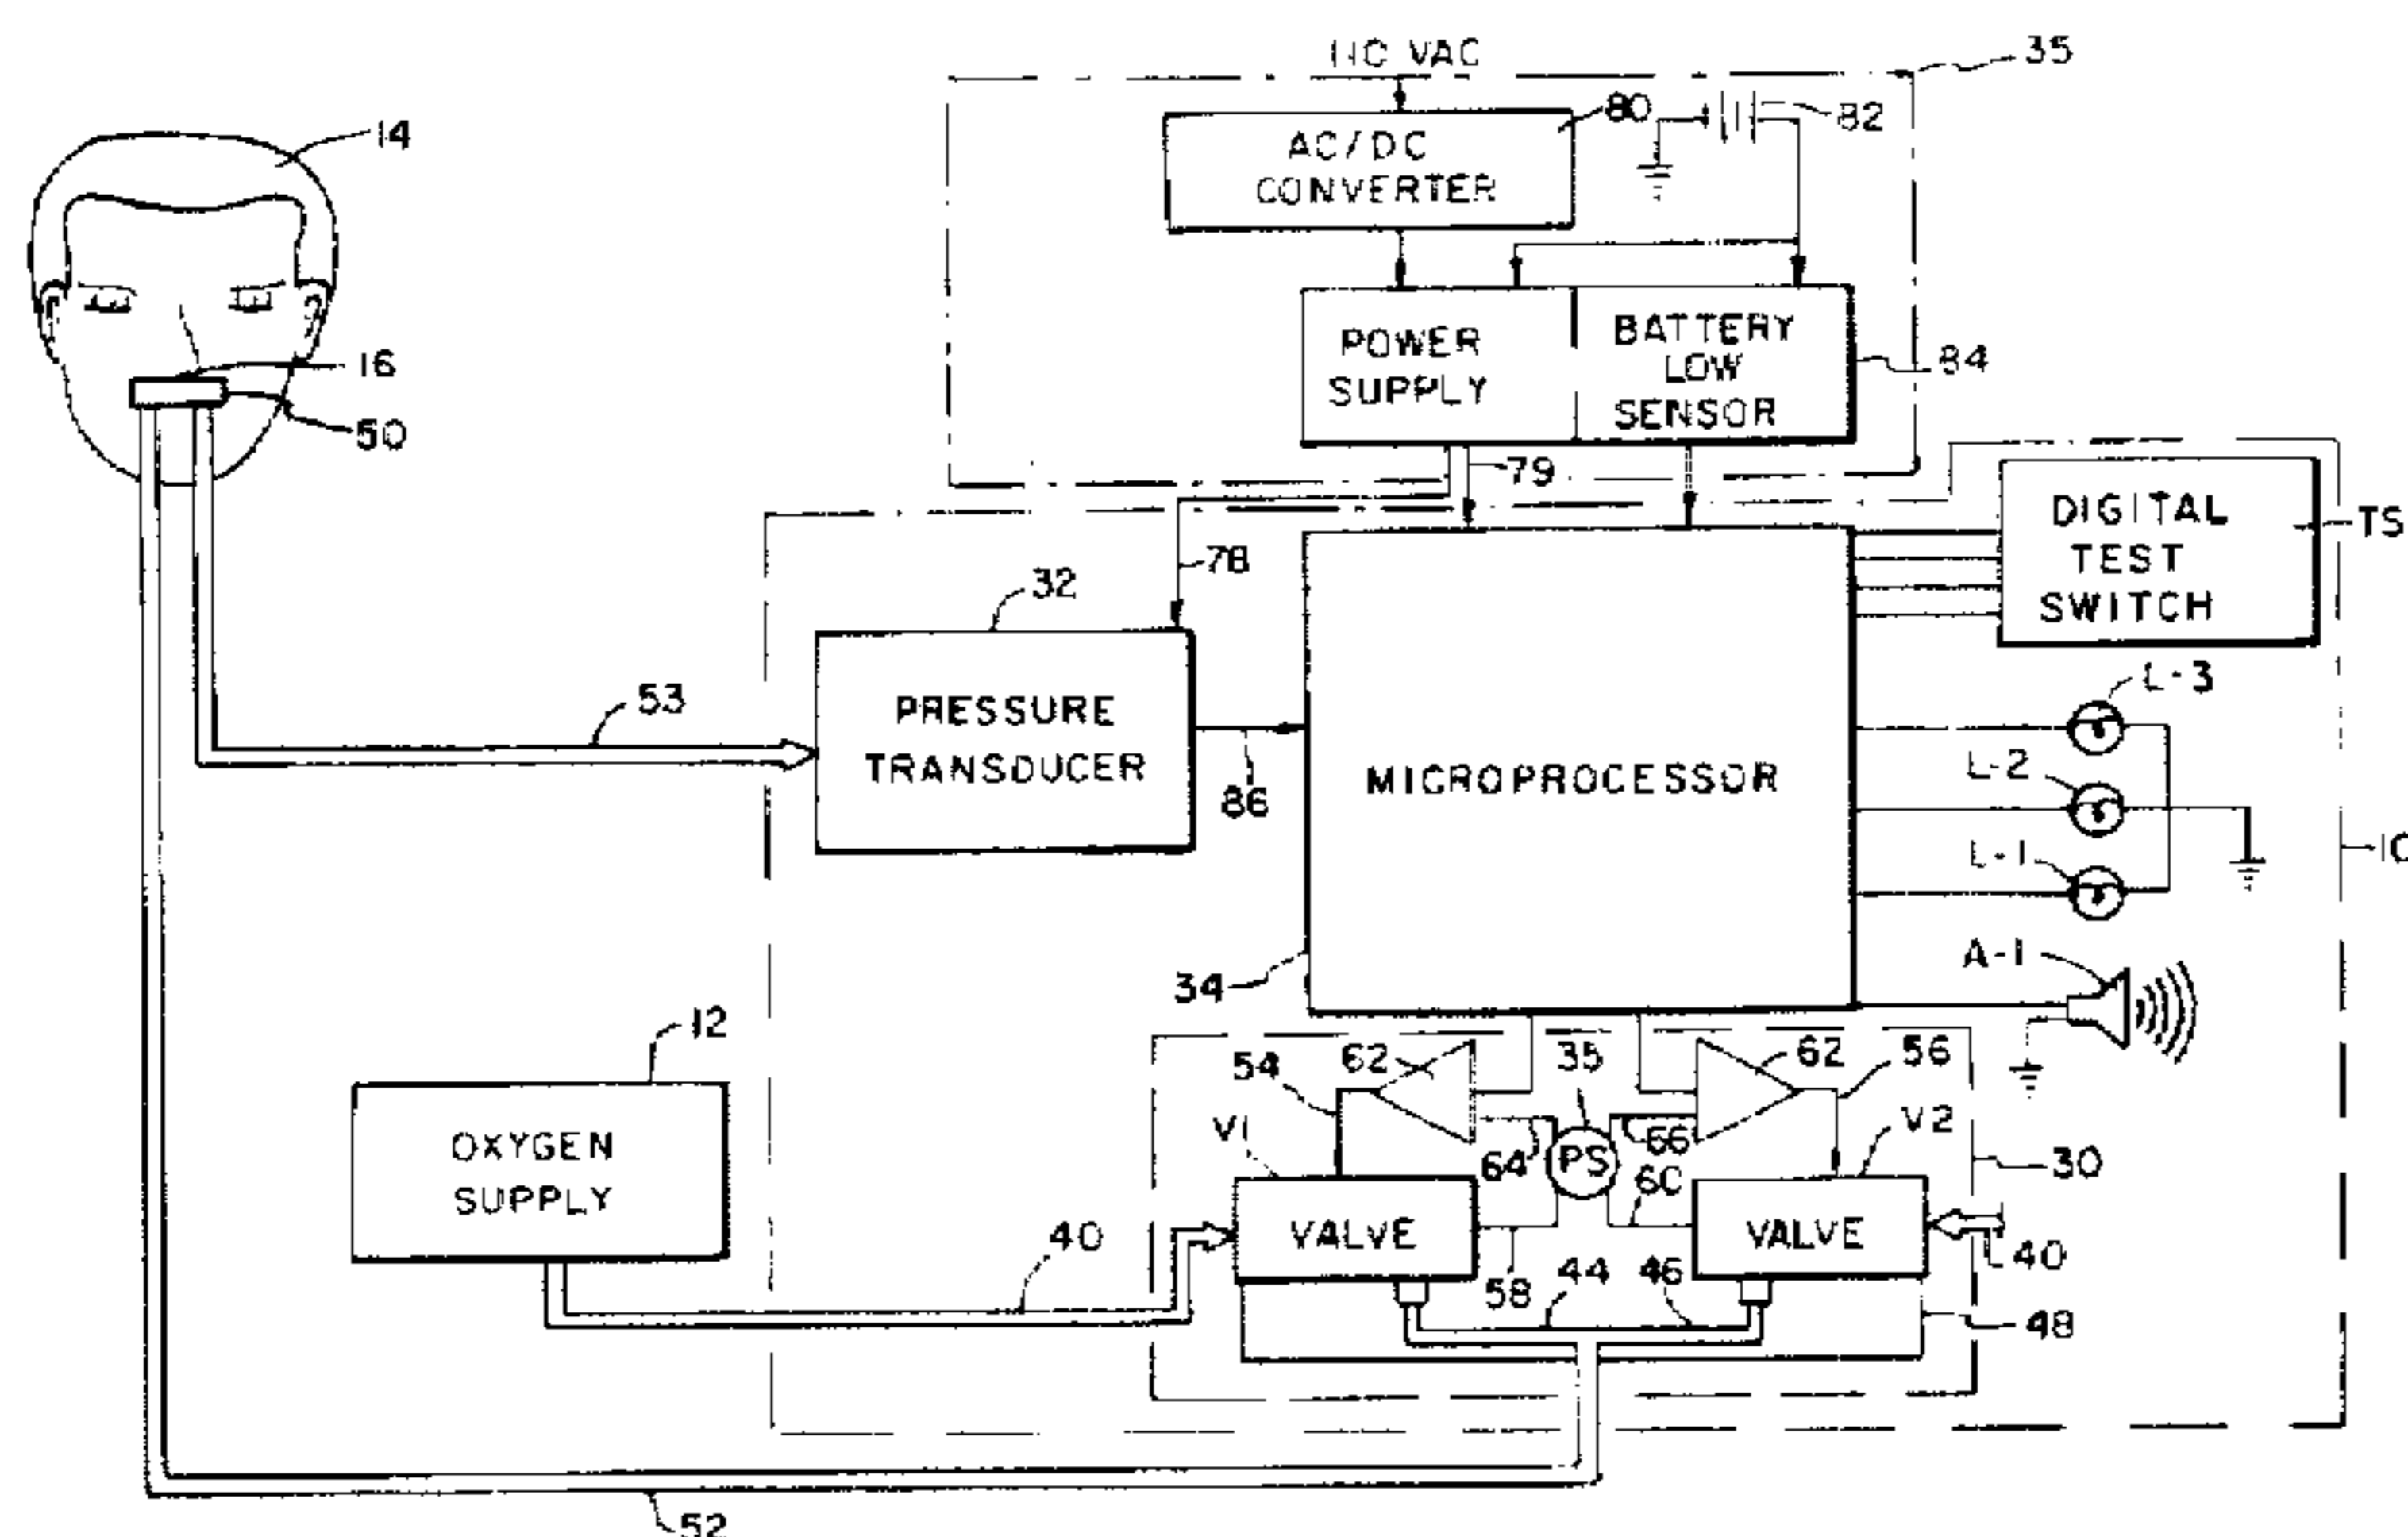 110 VAC
35
14
80
82
AC/DC
CONVERTER
POWER
SUPPLY
BATTERY
LOW
SENSOR
84
16
50
79
DIGITAL
TEST
SWITCH
TS
78
32
53
PRESSURE
TRANSDUCER
86
MICROPROCESSOR
L-3
L-2
L-1
10
A-1
34
12
OXYGEN
SUPPLY
54
62
35
62
56
V1
V2
64
PS
66
60
30
VALVE
VALVE
40
58
44
46
40
48
52